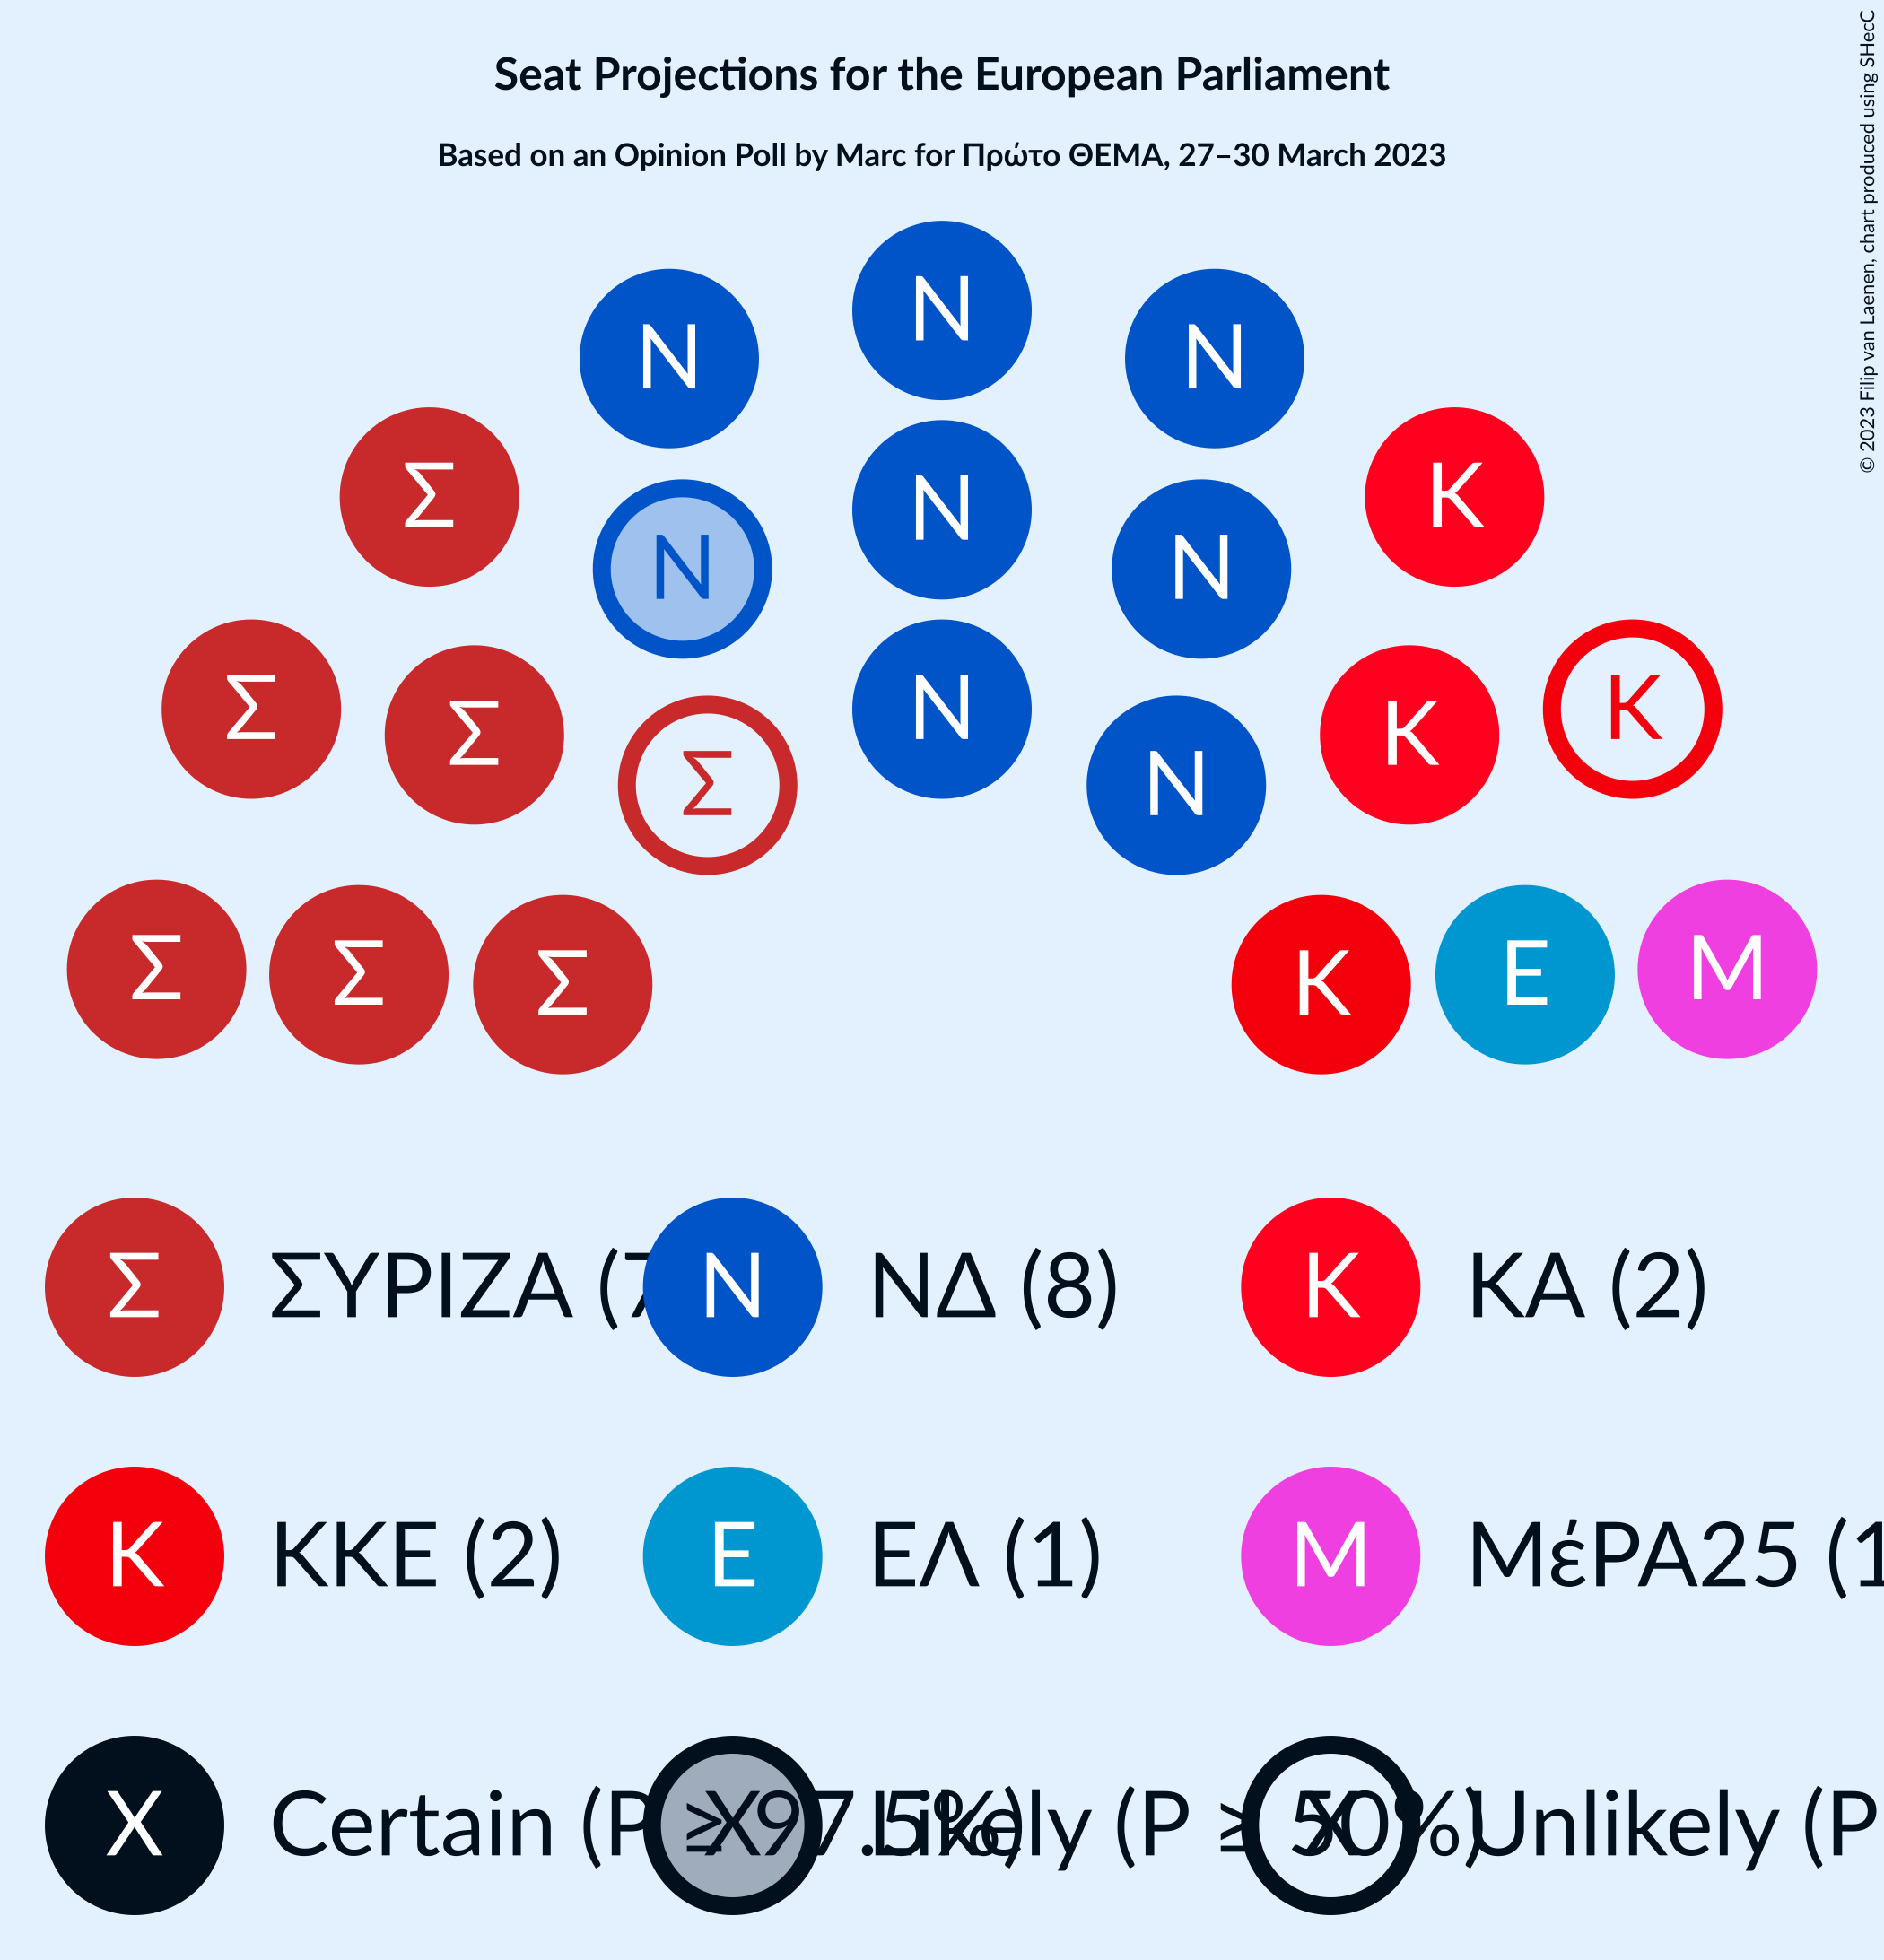 Seat Projections for the European Parliament
Based on an Opinion Poll by Marc for Πρώτο ΘΕΜΑ, 27–30 March 2023
© 2023 Filip van Laenen, chart produced using SHecC
N
N N
Σ N K
N N
Σ N K
Σ Σ N K
Σ N
Σ Σ Σ K Ε Μ
Σ ΣΥΡΙΖΑ (7 Ν ΝΔ (8) Κ ΚΑ (2)
Κ ΚΚΕ (2) Ε ΕΛ (1) Μ ΜέΡΑ25 (1
X Certain (P ≥ 97.5%) X Likely (P ≥ 50%) X Unlikely (P